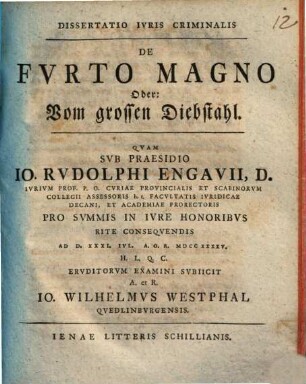 12
DISSERTATIO IVRIS CRIMINALIS
DE
FVRTO MAGNO
Oder:
Vom grossen Diebstahl.
QVAM
SVB PRAESIDIO
IO. RVDOLPHI ENGAVII, D.
IVRIVM PROF. P. O. CVRIAE PROVINCIALIS ET SCABINORVM
COLLEGII ASSESSORIS h. t. FACVLTATIS IVRIDICAE
DECANI, ET ACADEMIAE PRORECTORIS
PRO SVMMIS IN IVRE HONORIBVS
RITE CONSEQVENDIS
AD D. XXXI. IVL. A. O. R. MDCCXXXXV.
H. L. Q. C.
ERVDITORVM EXAMINI SVBIICIT
A. et R.
IO. WILHELMVS WESTPHAL
QVEDLINBVRGENSIS.
IENAE LITTERIS SCHILLIANIS.